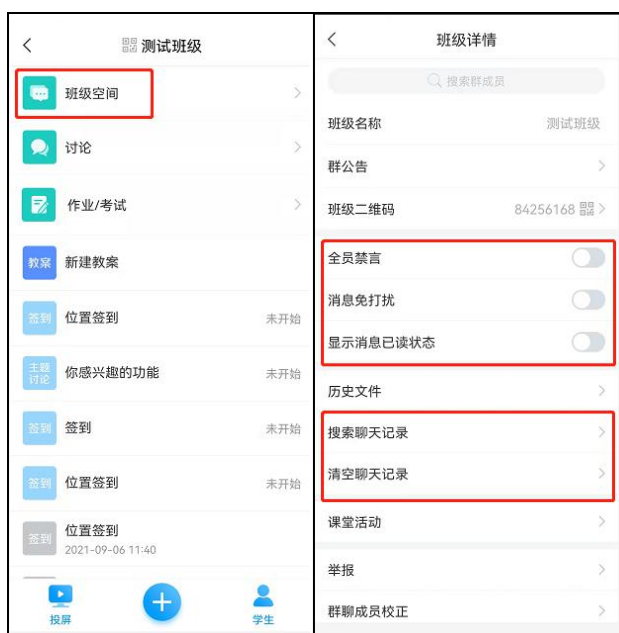 测试班级
班级空间
讨论
作业/考试
教案
新建教案
签到
位置签到
未开始
主题
讨论
你感兴趣的功能
未开始
签到
签到
未开始
签到
位置签到
未开始
签到
位置签到
2021-09-06 11:40
投屏
学生
班级详情
搜索群成员
班级名称
测试班级
群公告
班级二维码
84256168
全员禁言
消息免打扰
显示消息已读状态
历史文件
搜索聊天记录
清空聊天记录
课堂活动
举报
群聊成员校正